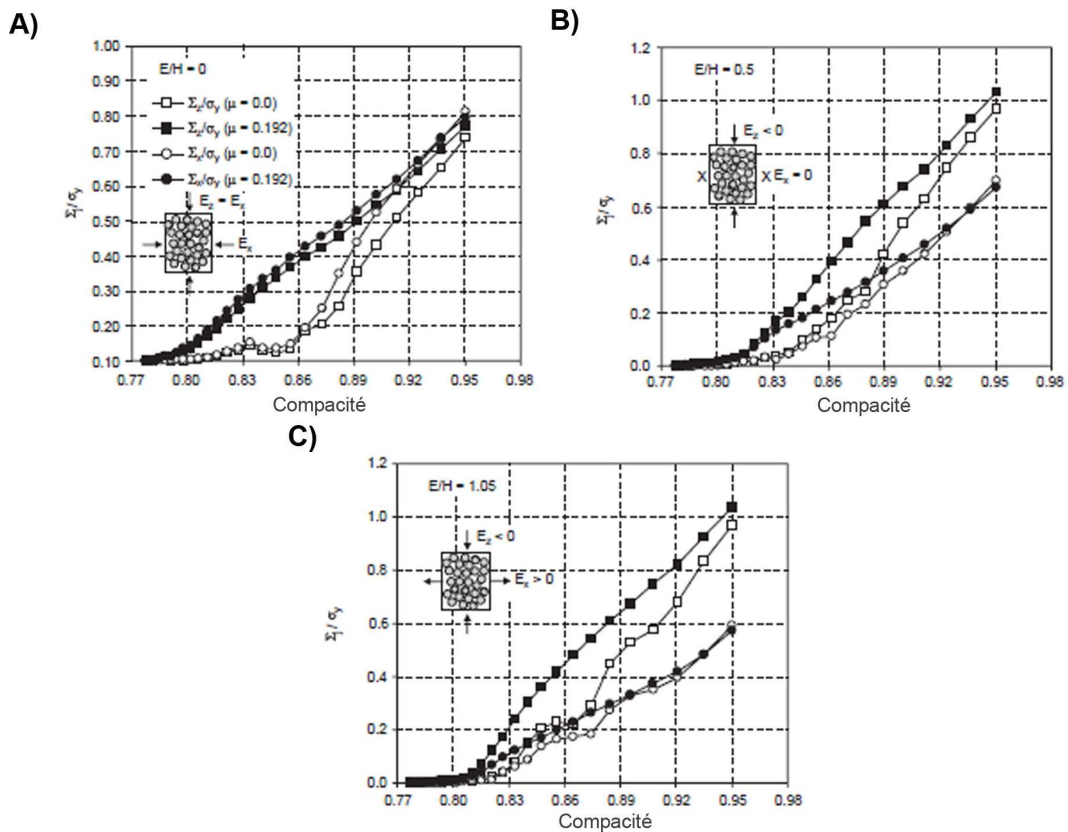 A)
1.00
0.90
0.80
0.70
0.60
0.50
0.40
0.30
0.20
0.10
Σj/σy
E/H = 0
Σz/σy (μ = 0.0)
Σz/σy (μ = 0.192)
Σx/σy (μ = 0.0)
Σx/σy (μ = 0.192)
Ez = Ex
Ex
0.77 0.80 0.83 0.86 0.89 0.92 0.95 0.98
Compacité
B)
1.2
1.0
0.8
0.6
0.4
0.2
0.0
Σj/σy
E/H = 0.5
Ez < 0
X X Ex = 0
0.77 0.80 0.83 0.86 0.89 0.92 0.95 0.98
Compacité
C)
1.2
1.0
0.8
0.6
0.4
0.2
0.0
Σj/σy
E/H = 1.05
Ez < 0
Ex > 0
0.77 0.80 0.83 0.86 0.89 0.92 0.95 0.98
Compacité